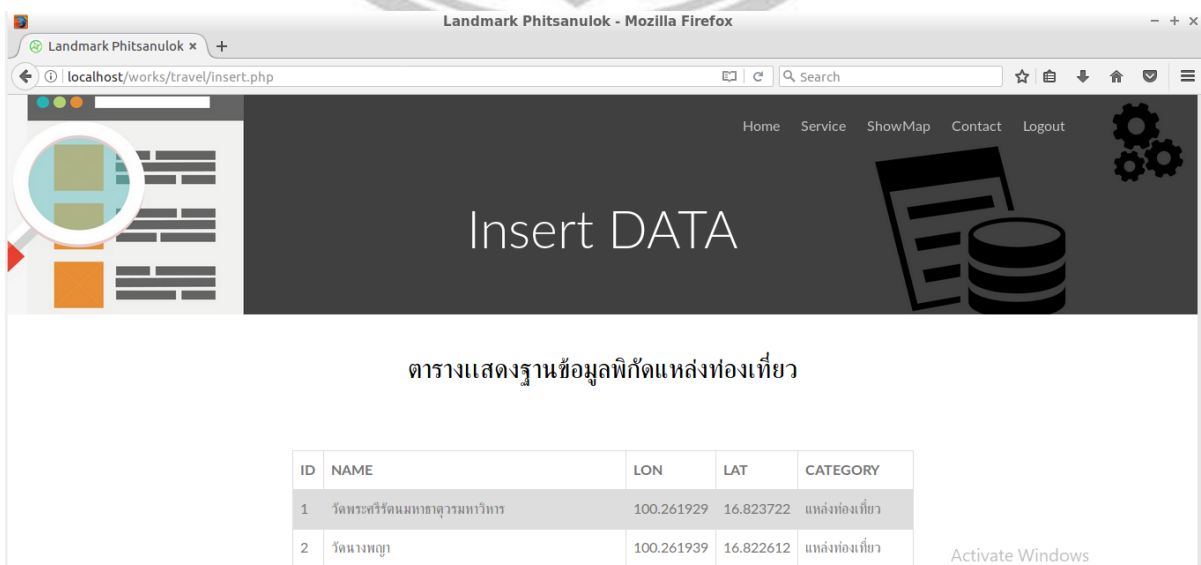 Landmark Phitsanulok - Mozilla Firefox
Landmark Phitsanulok
localhost/works/travel/insert.php
Search
Home Service ShowMap Contact Logout
Insert DATA
ตารางแสดงฐานข้อมูลพิกัดแหล่งท่องเที่ยว
ID NAME LON LAT CATEGORY
1 วัดพระศรีรัตนมหาธาตุวรมหาวิหาร 100.261929 16.823722 แหล่งท่องเที่ยว
2 วัดนางพญา 100.261939 16.822612 แหล่งท่องเที่ยว
Activate Windows